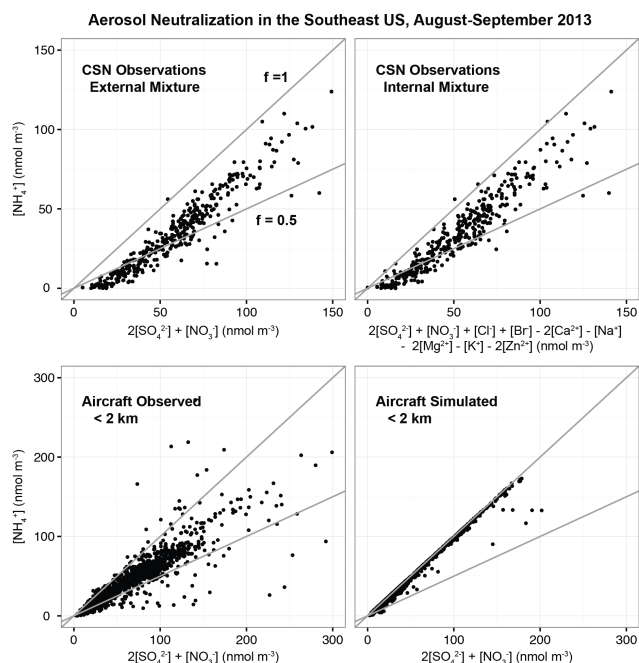 Aerosol Neutralization in the Southeast US, August-September 2013
CSN Observations
External Mixture
f =1
f = 0.5
150
100
50
0
[NH₄⁺] (nmol m⁻³)
0 50 100 150
2[SO₄²⁻] + [NO₃⁻] (nmol m⁻³)
CSN Observations
Internal Mixture
0 50 100 150
2[SO₄²⁻] + [NO₃⁻] + [Cl⁻] + [Br⁻] - 2[Ca²⁺] - [Na⁺]
- 2[Mg²⁺] - [K⁺] - 2[Zn²⁺] (nmol m⁻³)
Aircraft Observed
< 2 km
300
200
100
0
[NH₄⁺] (nmol m⁻³)
0 100 200 300
2[SO₄²⁻] + [NO₃⁻] (nmol m⁻³)
Aircraft Simulated
< 2 km
0 100 200 300
2[SO₄²⁻] + [NO₃⁻] (nmol m⁻³)